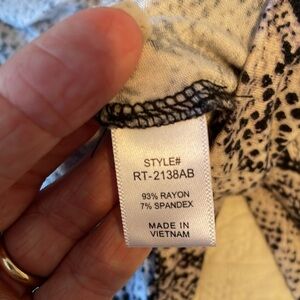 STYLE#
RT-2138AB
93% RAYON
7% SPANDEX
MADE IN
VIETNAM